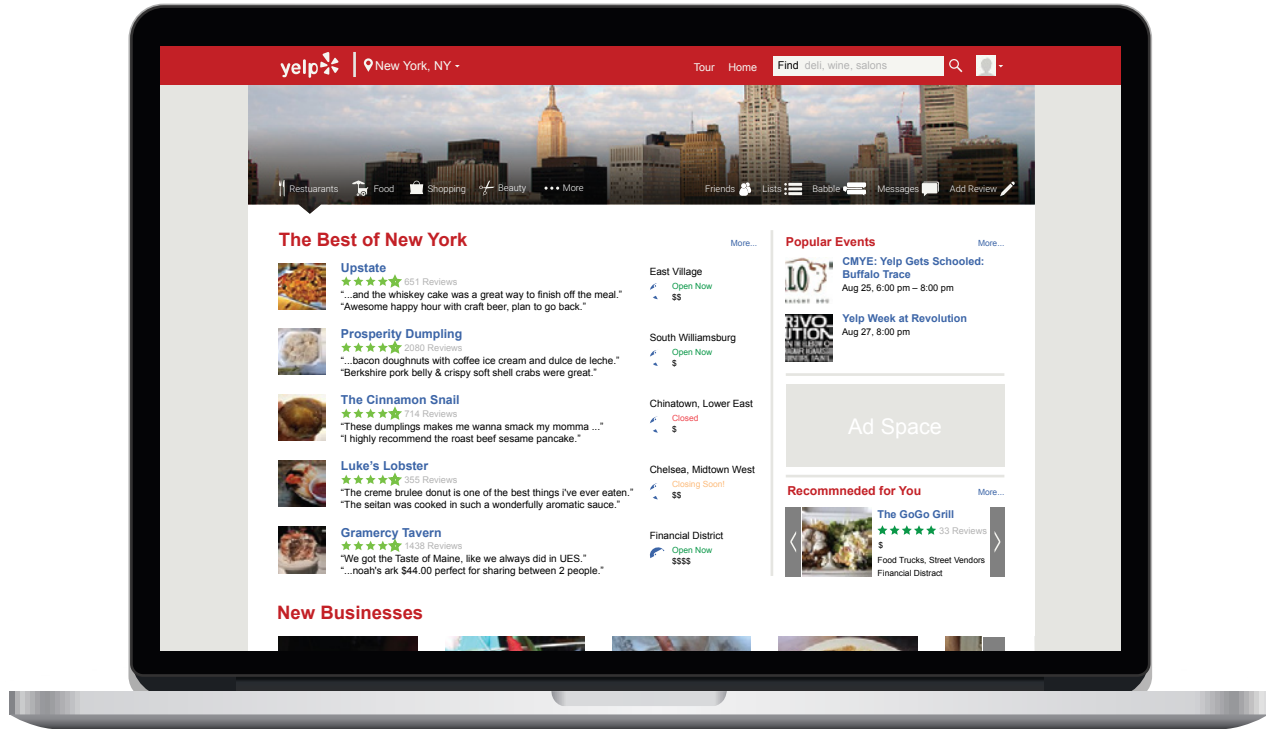 yelp
New York, NY
Tour
Home
Find deli, wine, salons
Restuarants
Food
Shopping
Beauty
More
Friends
Lists
Babble
Messages
Add Review
The Best of New York
More...
Upstate
651 Reviews
“...and the whiskey cake was a great way to finish off the meal.”
“Awesome happy hour with craft beer, plan to go back.”
East Village
Open Now
$$
Prosperity Dumpling
2080 Reviews
“...bacon doughnuts with coffee ice cream and dulce de leche.”
“Berkshire pork belly & crispy soft shell crabs were great.”
South Williamsburg
Open Now
$
The Cinnamon Snail
714 Reviews
“These dumplings makes me wanna smack my momma ...”
“I highly recommend the roast beef sesame pancake.”
Chinatown, Lower East
Closed
$
Luke’s Lobster
355 Reviews
“The creme brulee donut is one of the best things i've ever eaten.”
“The seitan was cooked in such a wonderfully aromatic sauce.”
Chelsea, Midtown West
Closing Soon!
$$
Gramercy Tavern
1438 Reviews
“We got the Taste of Maine, like we always did in UES.”
“...noah's ark $44.00 perfect for sharing between 2 people.”
Financial District
Open Now
$$$$
Popular Events
More...
CMYE: Yelp Gets Schooled:
Buffalo Trace
Aug 25, 6:00 pm – 8:00 pm
Yelp Week at Revolution
Aug 27, 8:00 pm
Ad Space
Recommneded for You
More...
The GoGo Grill
33 Reviews
$
Food Trucks, Street Vendors
Financial Distract
New Businesses